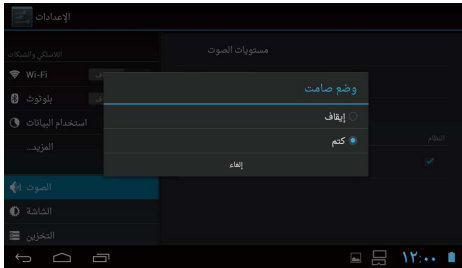 الإعدادات
اللاسلكي والشبكات
Wi-Fi
بلوتوث
استخدام البيانات
المزيد...
الصوت
الشاشة
التخزين
مستويات الصوت
النظام
وضع صامت
إيقاف
كتم
إلغاء
١٢:٠٠